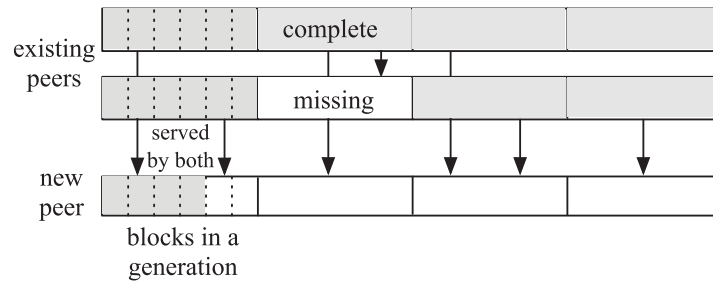 complete
existing
peers
missing
served
by both
new
peer
blocks in a
generation